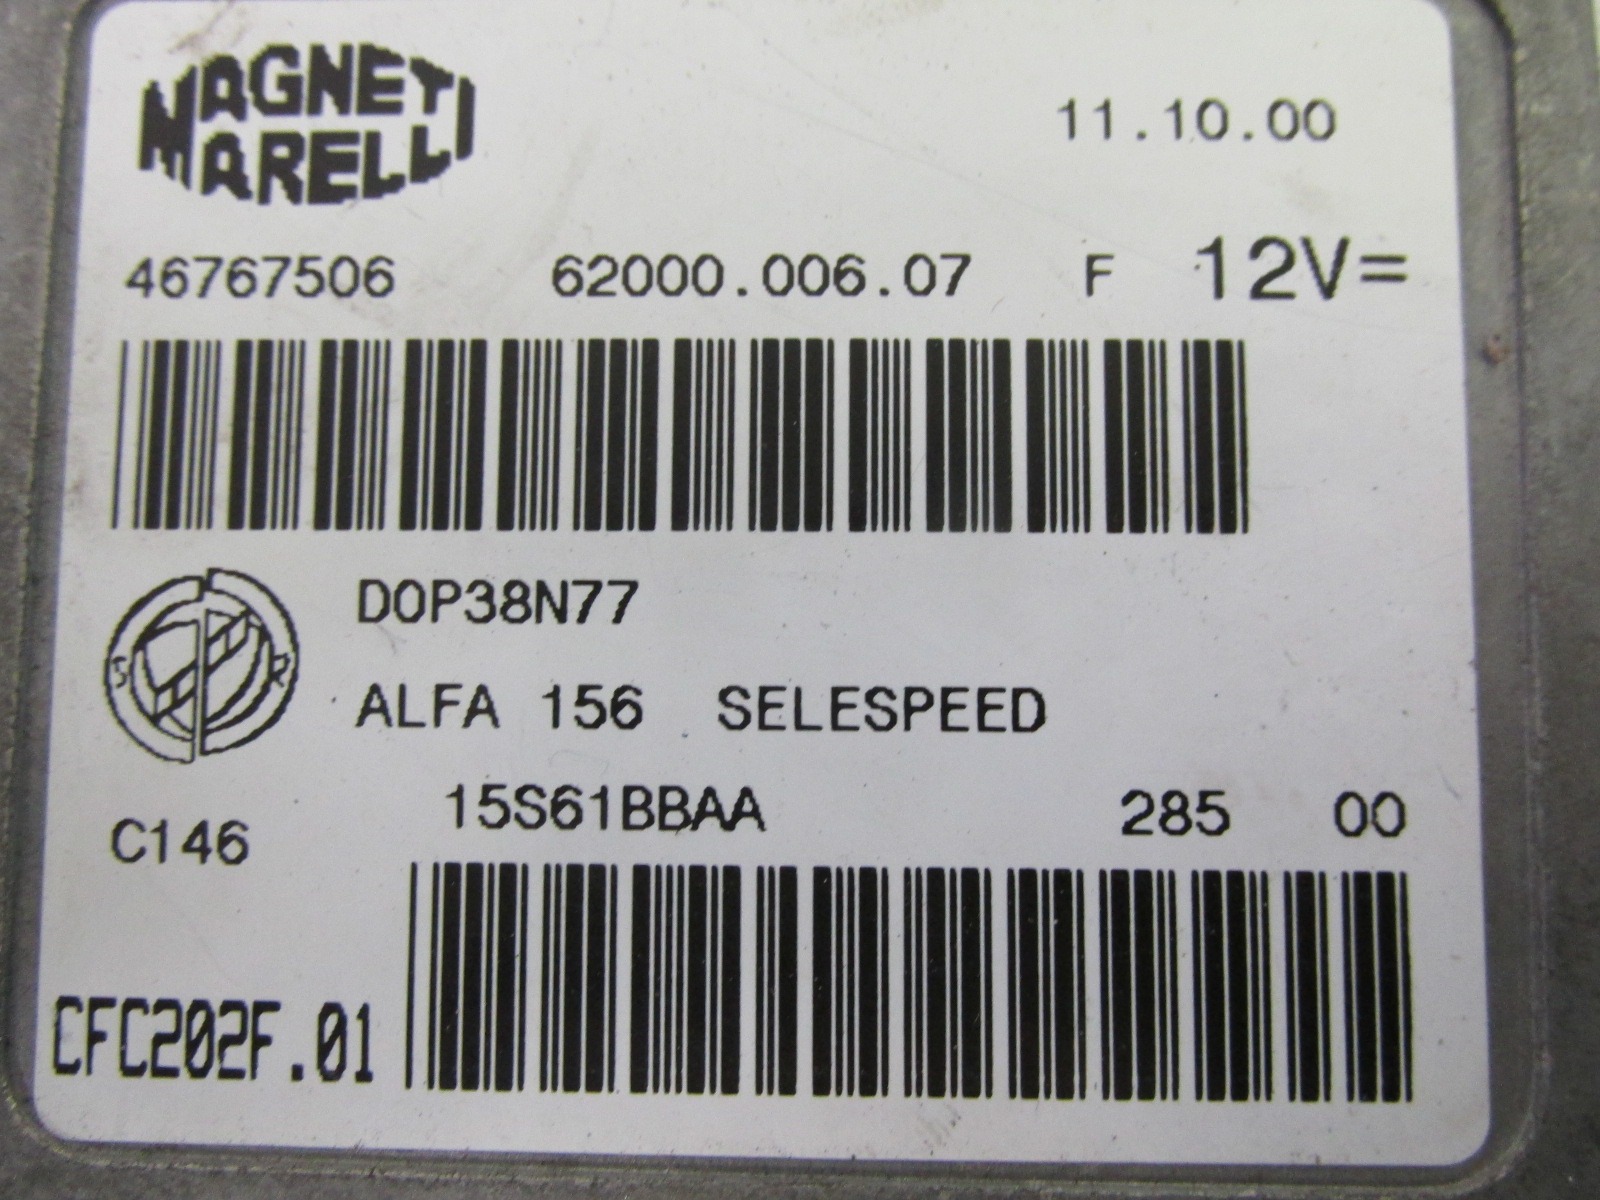 MAGNETI
MARELLI
11.10.00
46767506 62000.006.07 F 12V=
D0P38N77
S R
ALFA 156 SELESPEED
15S61BBAA 285 00
C146
CFC202F.01